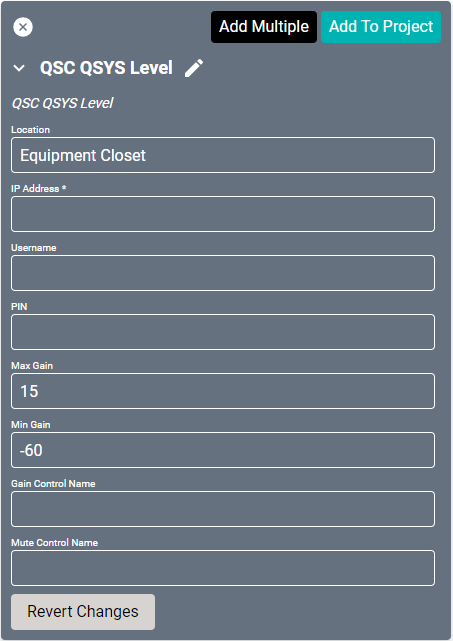 Add Multiple
Add To Project
QSC QSYS Level
QSC QSYS Level
Location
Equipment Closet
IP Address *
Username
PIN
Max Gain
15
Min Gain
-60
Gain Control Name
Mute Control Name
Revert Changes